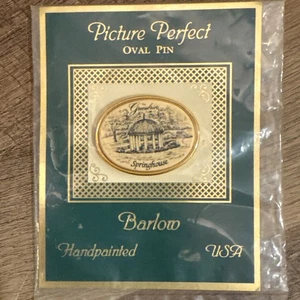 Picture Perfect
OVAL PIN
Springhouse
Barlow
Handpainted
USA